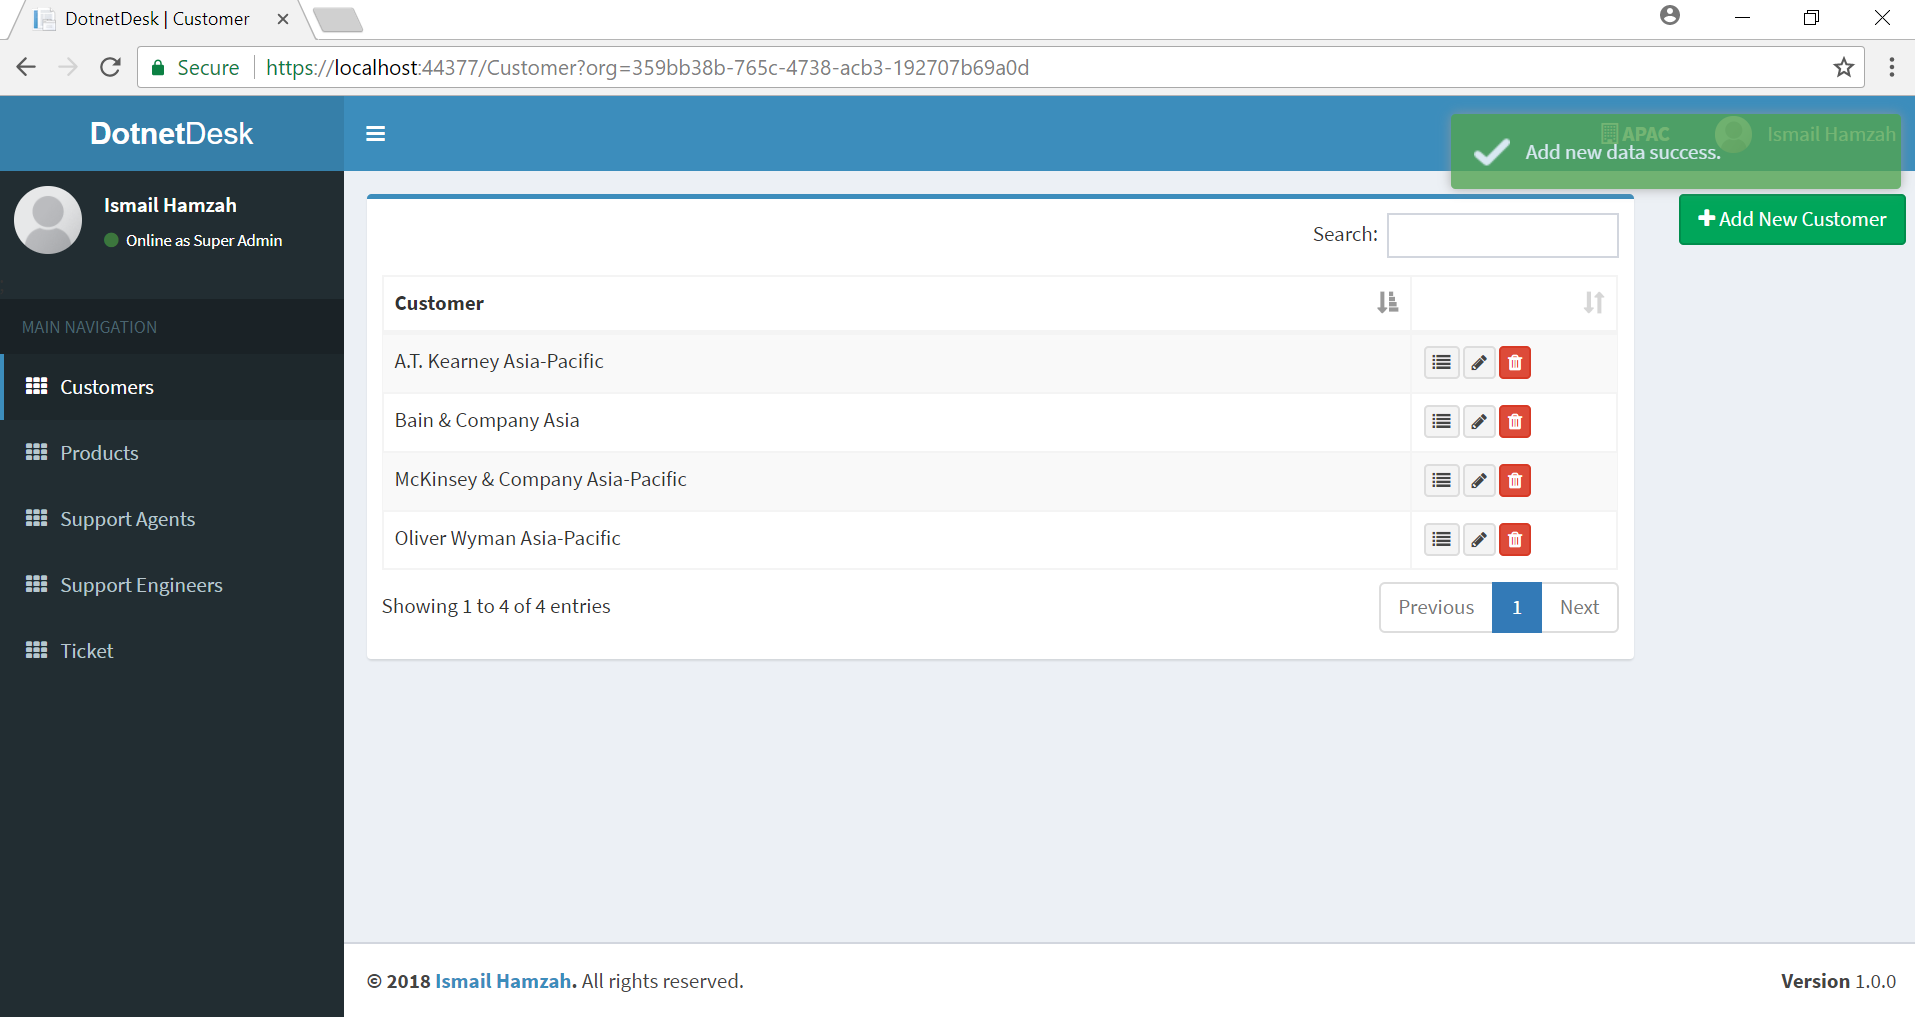 DotnetDesk | Customer
Secure https://localhost:44377/Customer?org=359bb38b-765c-4738-acb3-192707b69a0d
DotnetDesk
APAC Ismail Hamzah
Add new data success.
Ismail Hamzah
Online as Super Admin
MAIN NAVIGATION
Customers
Products
Support Agents
Support Engineers
Ticket
Add New Customer
Search:
Customer
A.T. Kearney Asia-Pacific
Bain & Company Asia
McKinsey & Company Asia-Pacific
Oliver Wyman Asia-Pacific
Showing 1 to 4 of 4 entries
Previous 1 Next
© 2018 Ismail Hamzah. All rights reserved.
Version 1.0.0